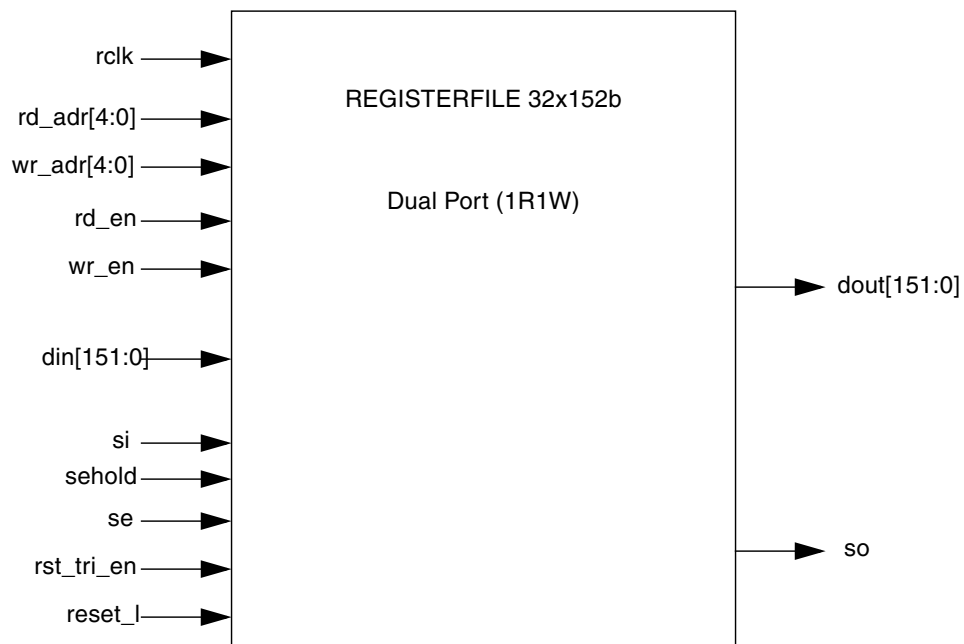 rclk
REGISTERFILE 32x152b
rd_adr[4:0]
wr_adr[4:0]
Dual Port (1R1W)
rd_en
wr_en
dout[151:0]
din[151:0]
si
sehold
se
so
rst_tri_en
reset_l